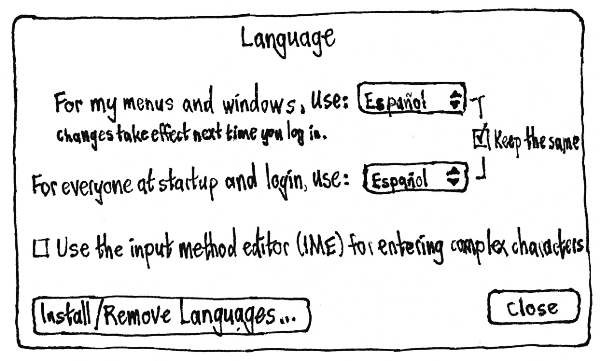 Language
For my menus and windows, use: Español
changes take effect next time you log in.
Keep the same
For everyone at startup and login, use: Español
Use the input method editor (IME) for entering complex characters
Install/Remove Languages...
Close